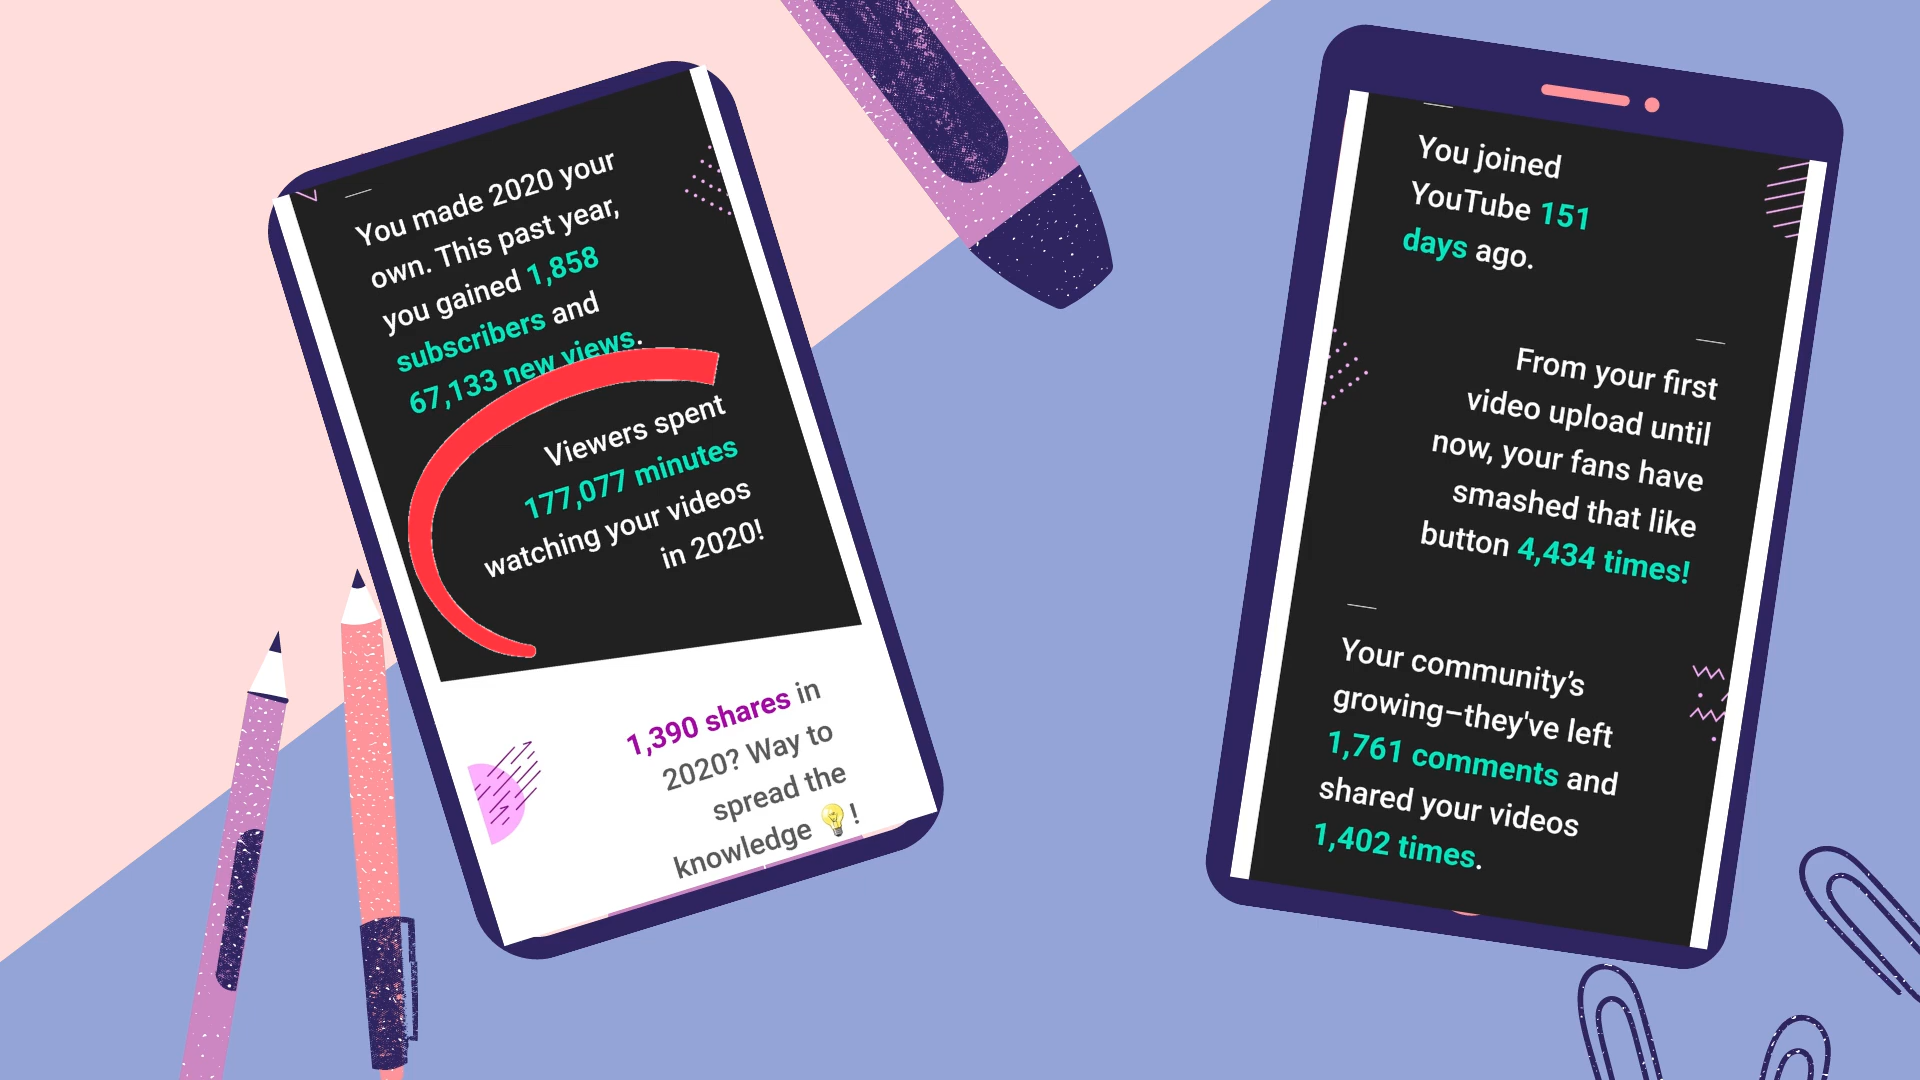 You made 2020 your
own. This past year,
you gained 1,858
subscribers and
67,133 new views.
Viewers spent
177,077 minutes
watching your videos
in 2020!
1,390 shares in
2020? Way to
spread the
knowledge 💡!
You joined
YouTube 151
days ago.
From your first
video upload until
now, your fans have
smashed that like
button 4,434 times!
Your community’s
growing–they've left
1,761 comments and
shared your videos
1,402 times.